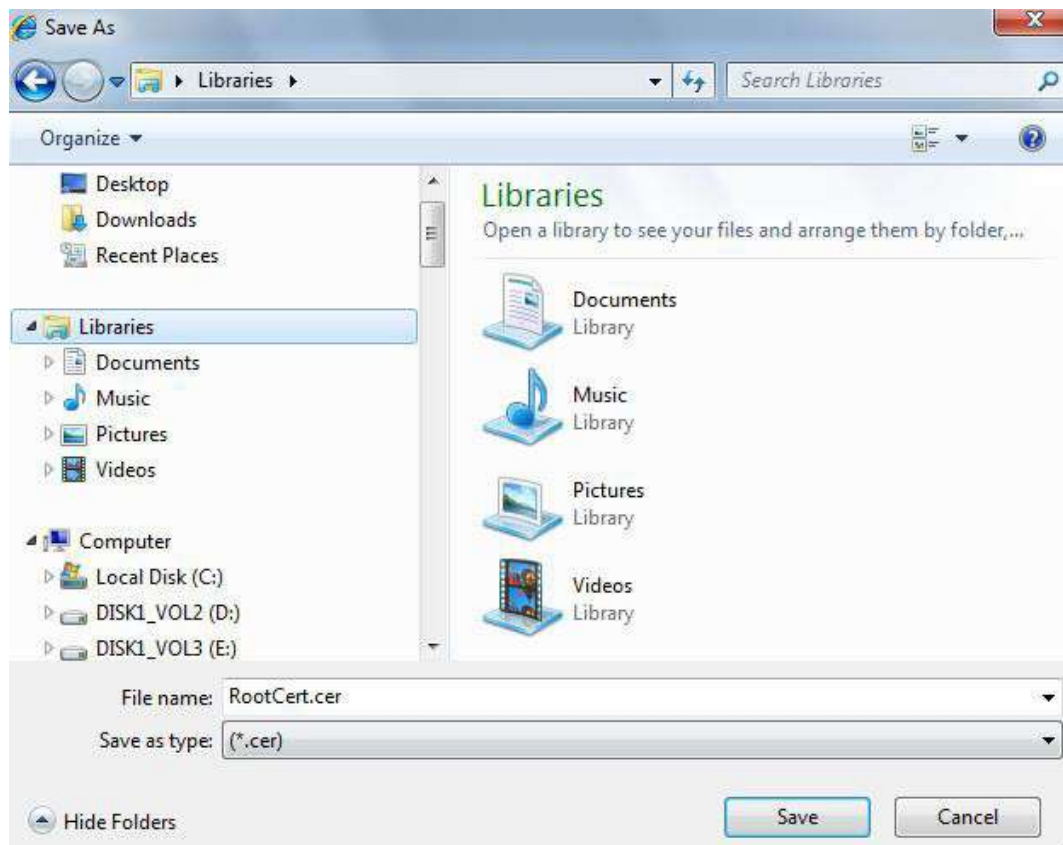 Save As
Libraries
Search Libraries
Organize
Desktop
Downloads
Recent Places
Libraries
Documents
Music
Pictures
Videos
Computer
Local Disk (C:)
DISK1_VOL2 (D:)
DISK1_VOL3 (E:)
Libraries
Open a library to see your files and arrange them by folder,...
Documents
Library
Music
Library
Pictures
Library
Videos
Library
File name: RootCert.cer
Save as type: (*.cer)
Hide Folders
Save
Cancel